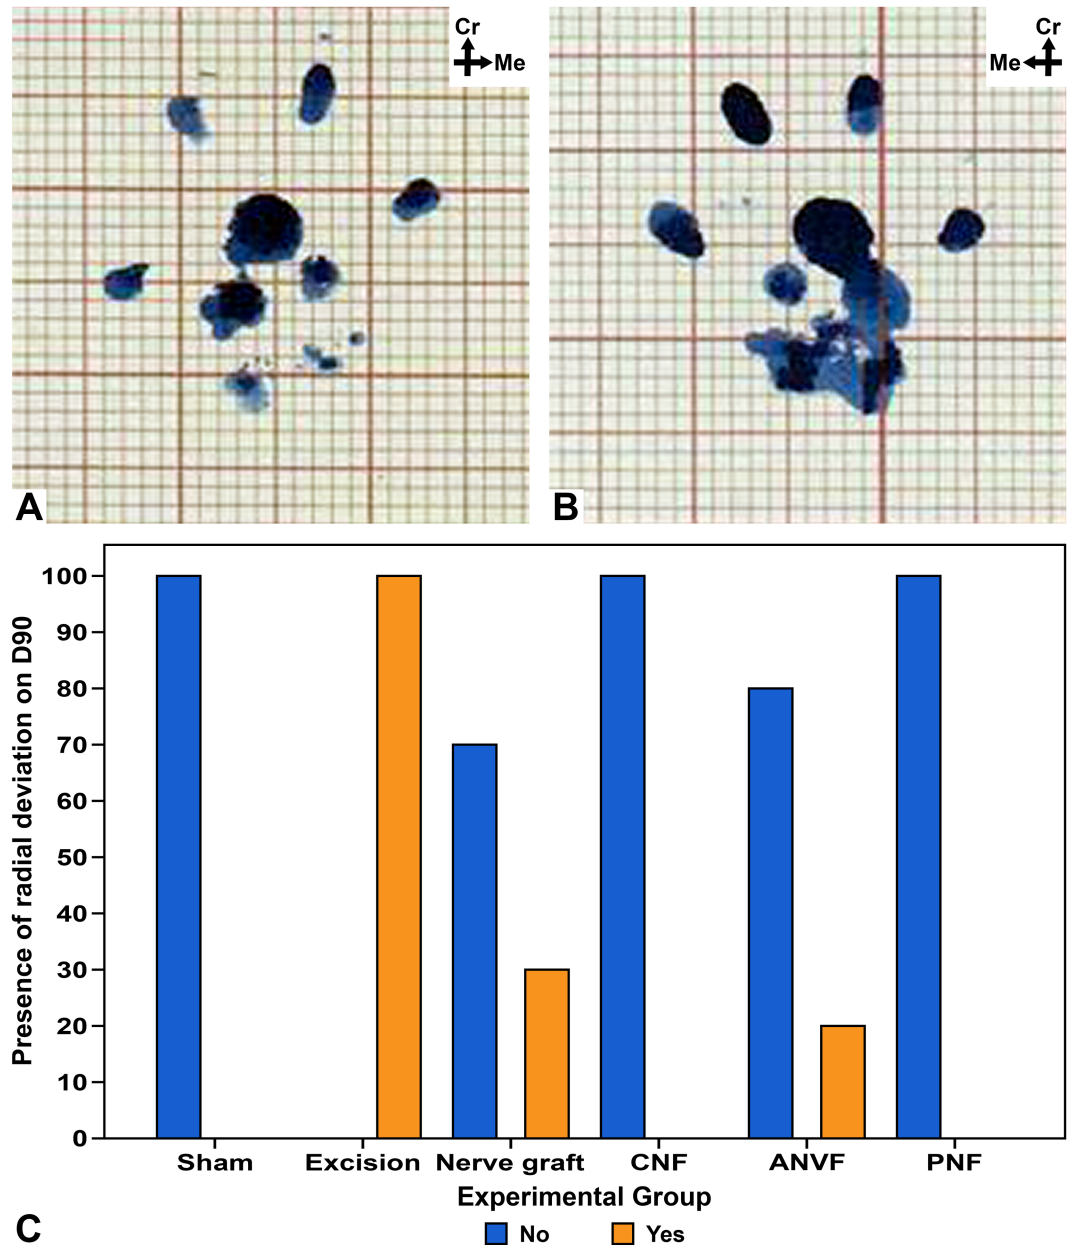 Cr
Me
Cr
Me
A
B
Presence of radial deviation on D90
100
90
80
70
60
50
40
30
20
10
0
Sham Excision Nerve graft CNF ANVF PNF
Experimental Group
No Yes
C